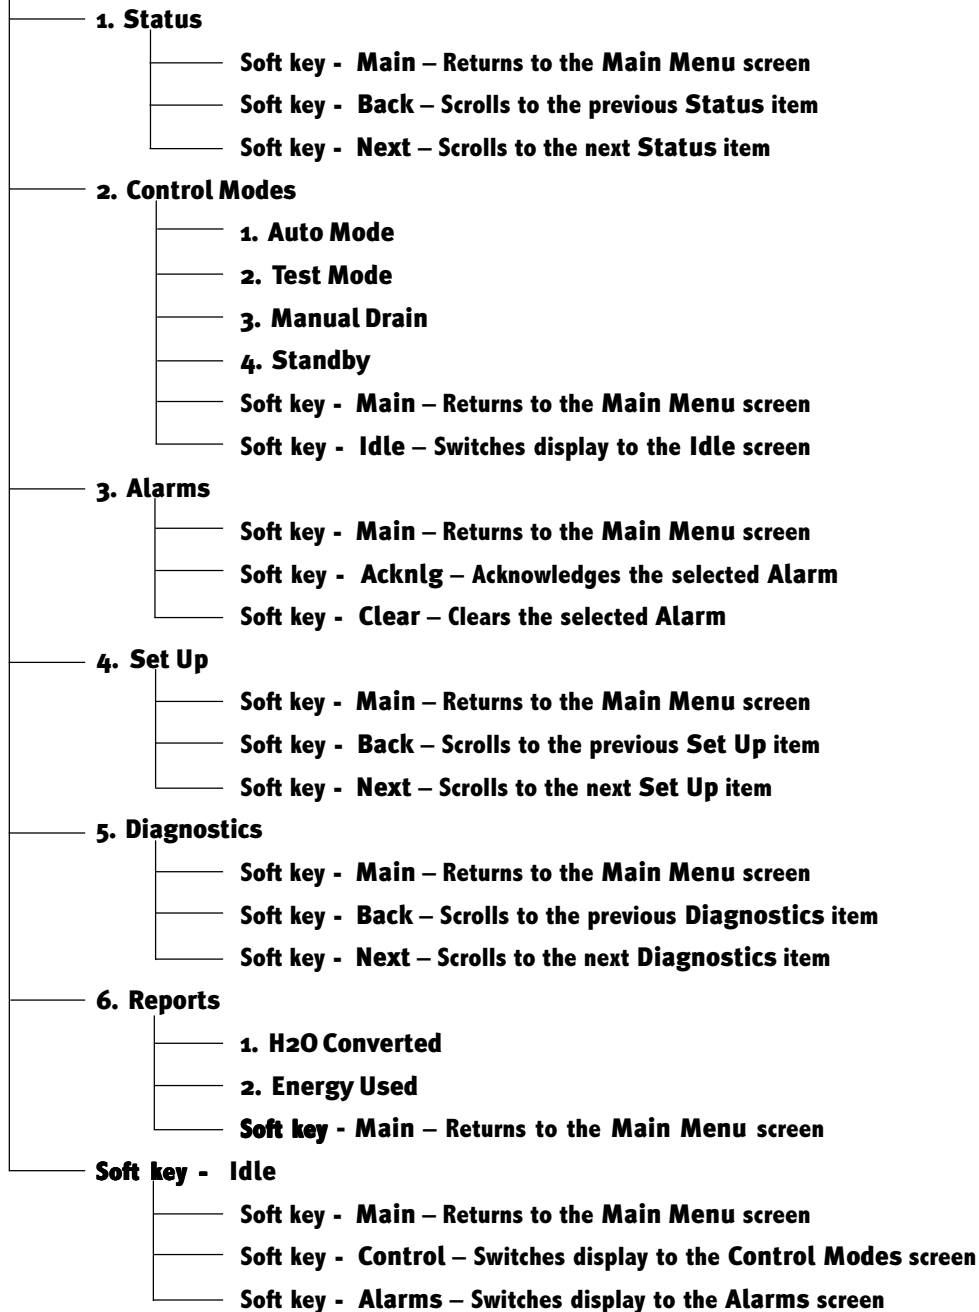 1. Status
Soft key - Main – Returns to the Main Menu screen
Soft key - Back – Scrolls to the previous Status item
Soft key - Next – Scrolls to the next Status item
2. Control Modes
1. Auto Mode
2. Test Mode
3. Manual Drain
4. Standby
Soft key - Main – Returns to the Main Menu screen
Soft key - Idle – Switches display to the Idle screen
3. Alarms
Soft key - Main – Returns to the Main Menu screen
Soft key - Acknlg – Acknowledges the selected Alarm
Soft key - Clear – Clears the selected Alarm
4. Set Up
Soft key - Main – Returns to the Main Menu screen
Soft key - Back – Scrolls to the previous Set Up item
Soft key - Next – Scrolls to the next Set Up item
5. Diagnostics
Soft key - Main – Returns to the Main Menu screen
Soft key - Back – Scrolls to the previous Diagnostics item
Soft key - Next – Scrolls to the next Diagnostics item
6. Reports
1. H2O Converted
2. Energy Used
Soft key - Main – Returns to the Main Menu screen
Soft key - Idle
Soft key - Main – Returns to the Main Menu screen
Soft key - Control – Switches display to the Control Modes screen
Soft key - Alarms – Switches display to the Alarms screen